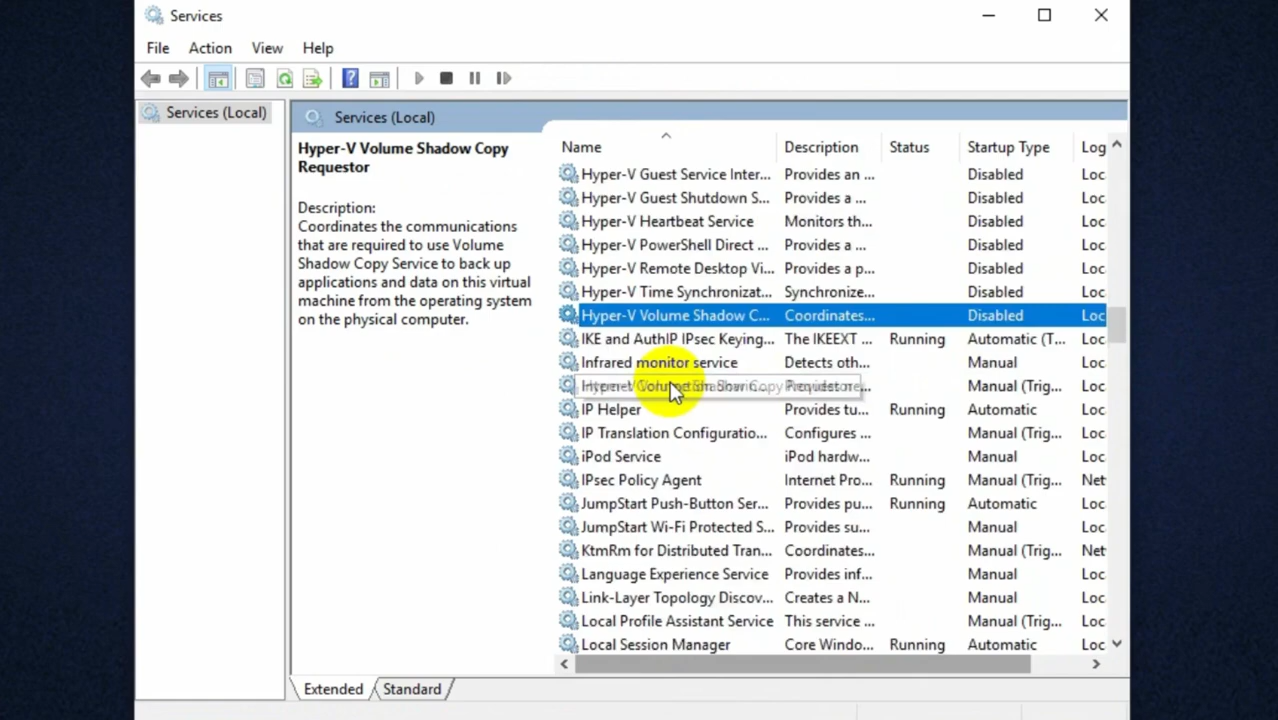 Services
File Action View Help
Services (Local)
Services (Local)
Hyper-V Volume Shadow Copy
Requestor
Description:
Coordinates the communications
that are required to use Volume
Shadow Copy Service to back up
applications and data on this virtual
machine from the operating system
on the physical computer.
Name Description Status Startup Type Log
Hyper-V Guest Service Inter... Provides an ... Disabled Loc
Hyper-V Guest Shutdown S... Provides a ... Disabled Loc
Hyper-V Heartbeat Service Monitors th... Disabled Loc
Hyper-V PowerShell Direct ... Provides a ... Disabled Loc
Hyper-V Remote Desktop Vi... Provides a p... Disabled Loc
Hyper-V Time Synchronizat... Synchronize... Disabled Loc
Hyper-V Volume Shadow C... Coordinates... Disabled Loc
IKE and AuthIP IPsec Keying... The IKEEXT ... Running Automatic (T... Loc
Infrared monitor service Detects oth... Manual Loc
Manual (Trig... Loc
IP Helper Provides tu... Running Automatic Loc
IP Translation Configuratio... Configures ... Manual (Trig... Loc
iPod Service iPod hardw... Manual Loc
IPsec Policy Agent Internet Pro... Running Manual (Trig... Net
JumpStart Push-Button Ser... Provides pu... Running Automatic Loc
JumpStart Wi-Fi Protected S... Provides su... Manual Loc
KtmRm for Distributed Tran... Coordinates... Manual (Trig... Net
Language Experience Service Provides inf... Manual Loc
Link-Layer Topology Discov... Creates a N... Manual Loc
Local Profile Assistant Service This service ... Manual (Trig... Loc
Local Session Manager Core Windo... Running Automatic Loc
Extended Standard